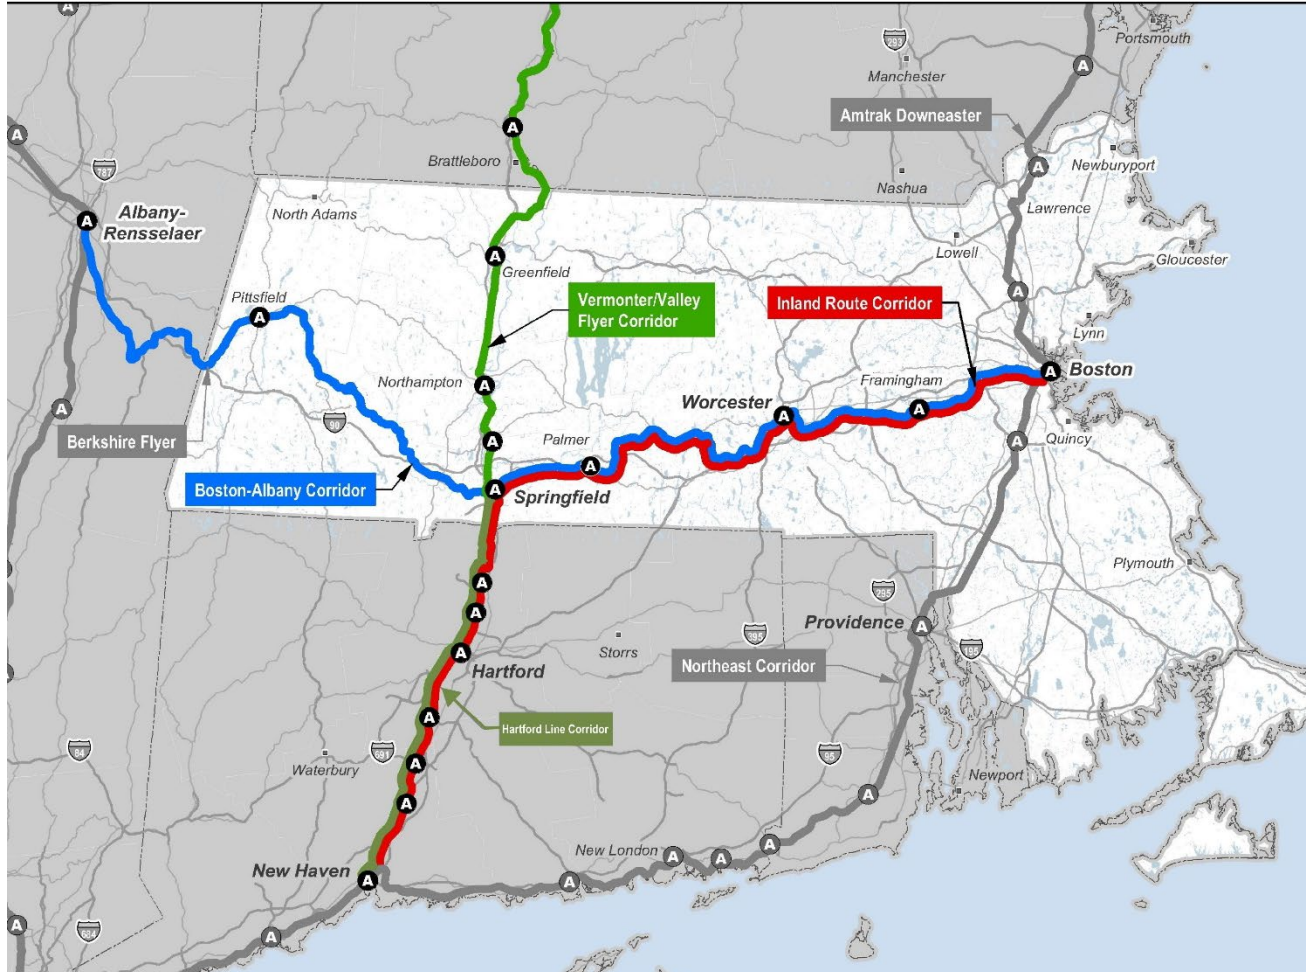 A
293
Portsmouth
Manchester
A
Amtrak Downeaster
A
A
Brattleboro
787
Newburyport
Nashua
A
North Adams
Albany-
Rensselaer
A
Lawrence
Lowell
Gloucester
A
Greenfield
Pittsfield
A
Vermonter/Valley
Flyer Corridor
Inland Route Corridor
A
Lynn
Northampton
A
Framingham
A
Boston
Worcester
A
A
A
90
Berkshire Flyer
Palmer
A
A
Quincy
A
Boston-Albany Corridor
A
Springfield
Plymouth
A
A
295
Providence
A
395
Storrs
195
A
Hartford
Northeast Corridor
A
Hartford Line Corridor
84
691
Waterbury
A
95
Newport
A
A
New London
A
A
A
New Haven
A
A
A
684
A